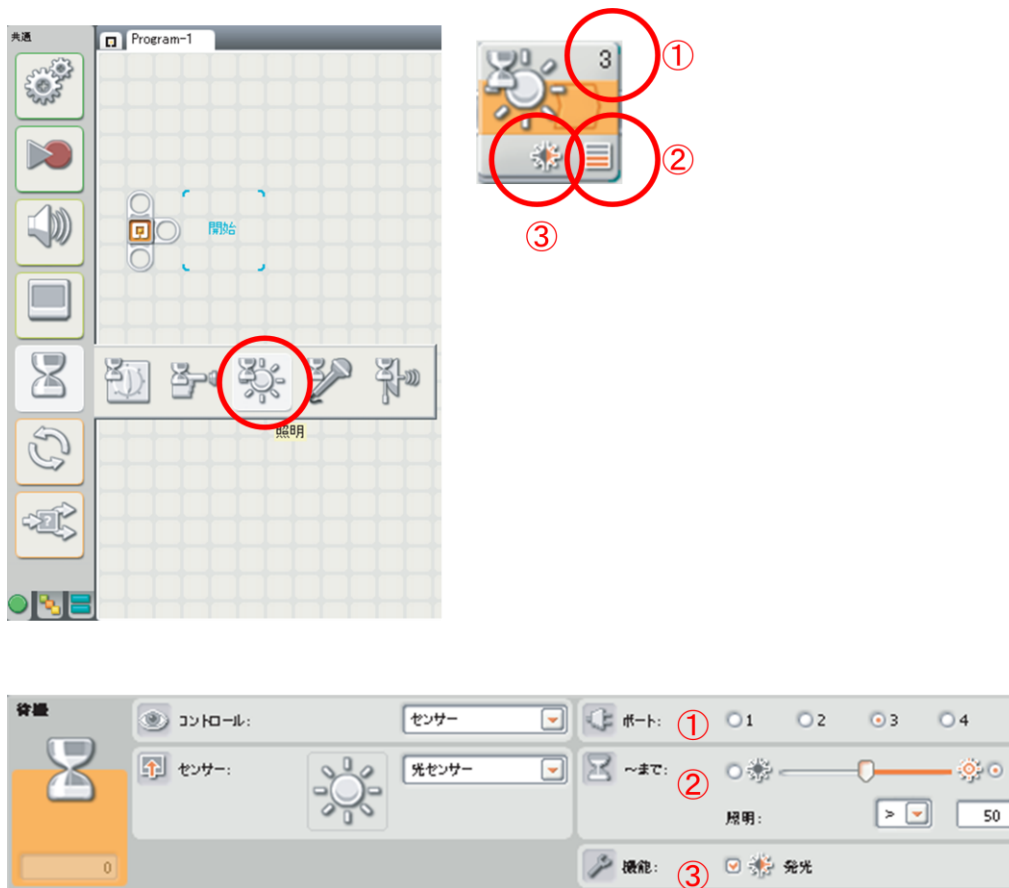 共通
Program-1
3
①
②
③
開始
照明
待機
コントロール:
センサー
ポート:
①
1
2
3
4
センサー:
光センサー
~まで:
②
照明:
>
50
0
機能:
③
発光